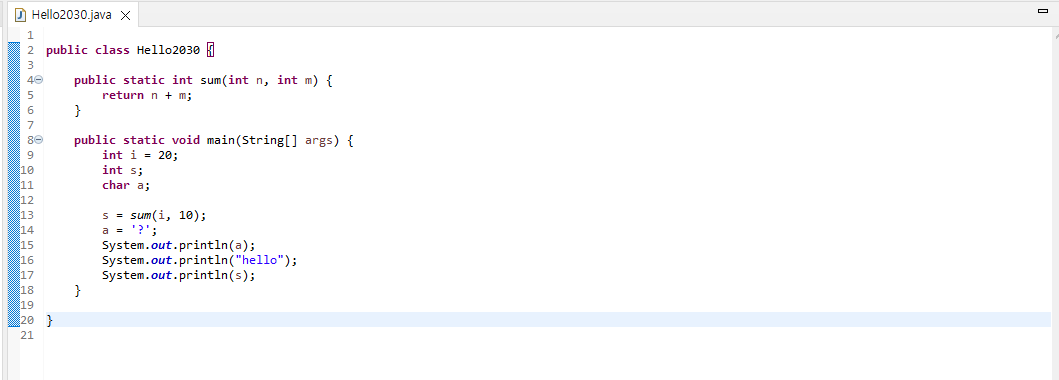 Hello2030.java
1
2 public class Hello2030 {
3
4 public static int sum(int n, int m) {
5 return n + m;
6 }
7
8 public static void main(String[] args) {
9 int i = 20;
10 int s;
11 char a;
12
13 s = sum(i, 10);
14 a = '?';
15 System.out.println(a);
16 System.out.println("hello");
17 System.out.println(s);
18 }
19
20 }
21